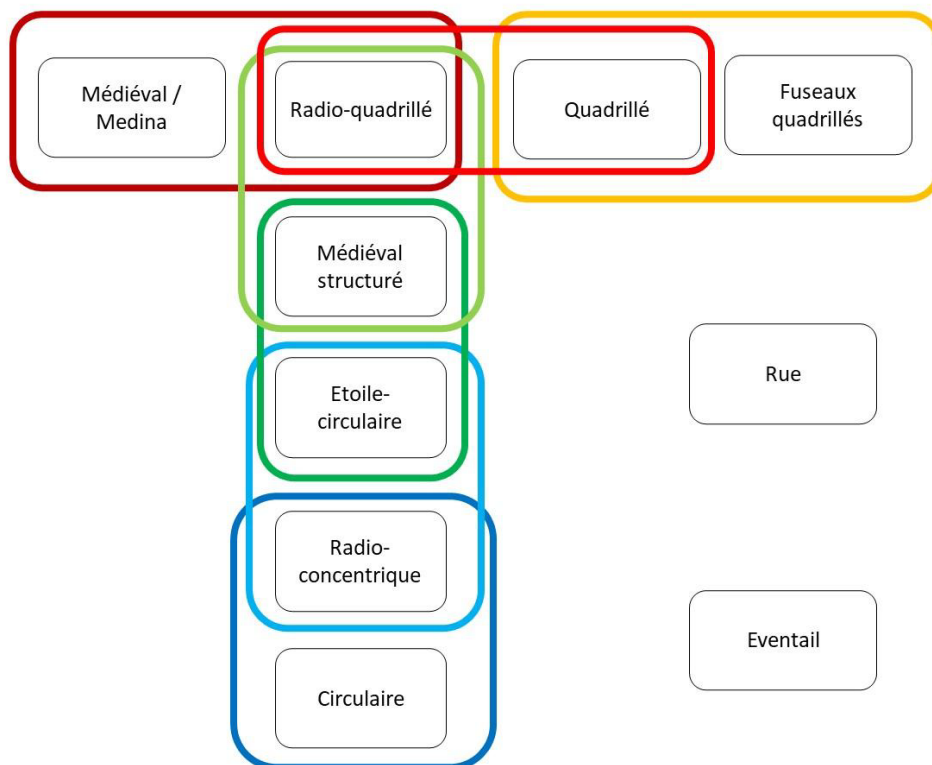 Médiéval /
Medina
Radio-quadrillé
Quadrillé
Fuseaux
quadrillés
Médiéval
structuré
Rue
Etoile-
circulaire
Radio-
concentrique
Eventail
Circulaire